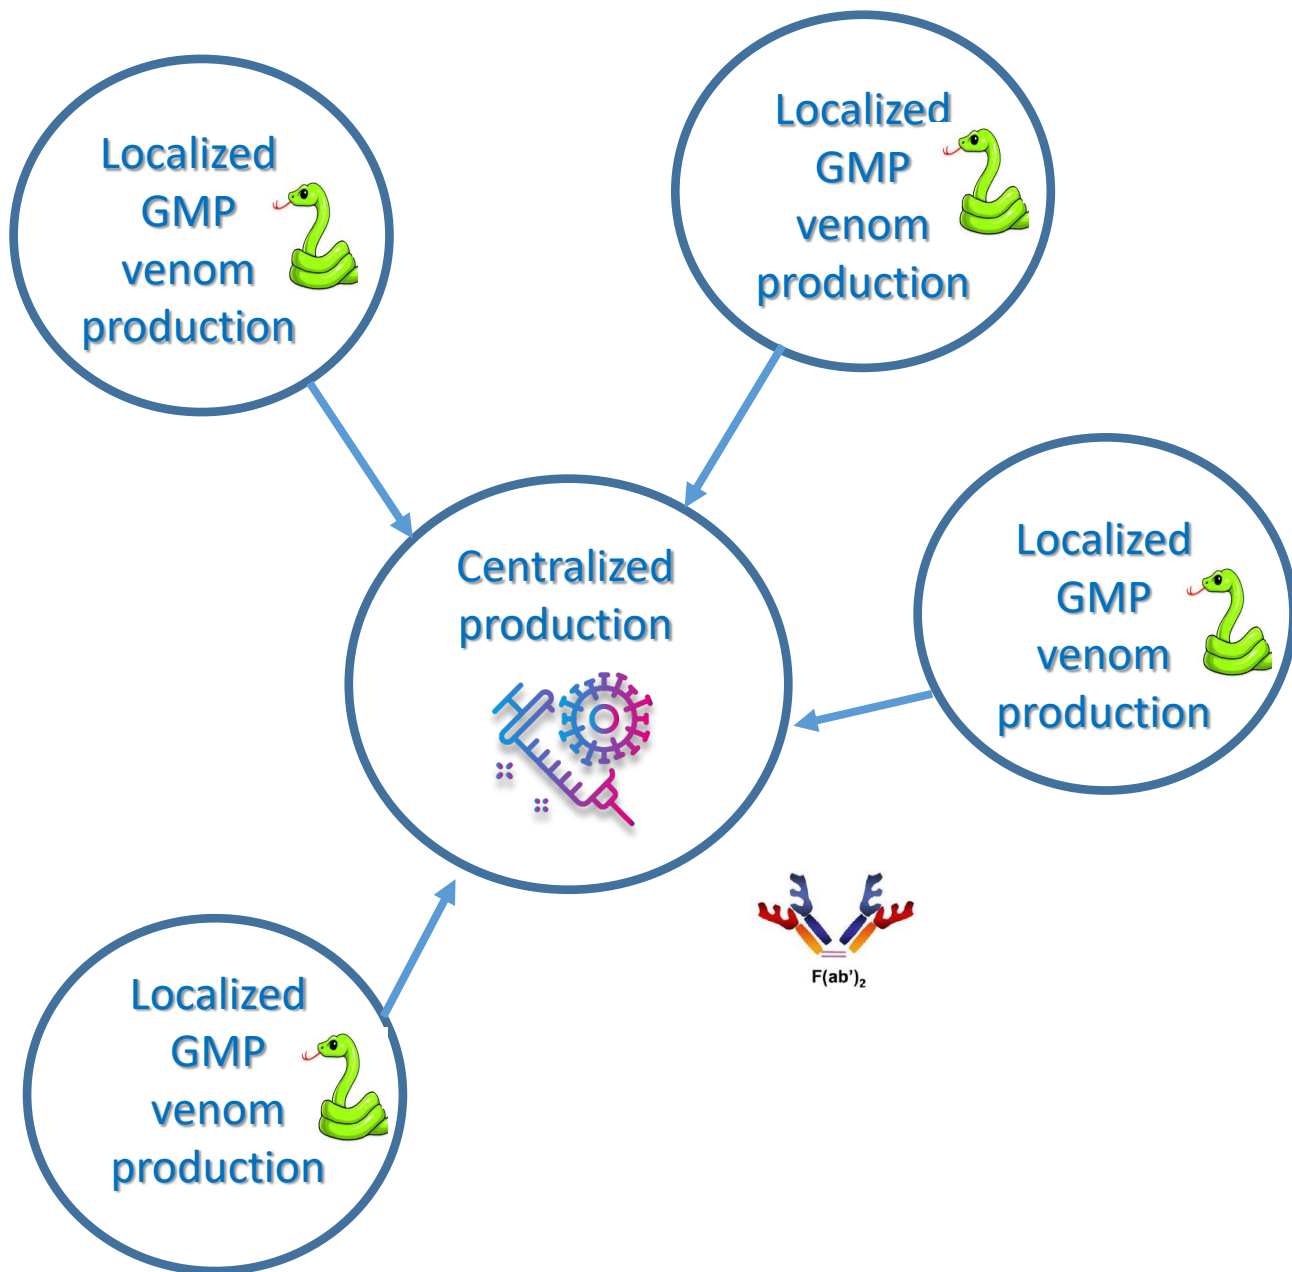 Localized
GMP
venom
production
Localized
GMP
venom
production
Centralized
production
Localized
GMP
venom
production
F(ab')₂
Localized
GMP
venom
production